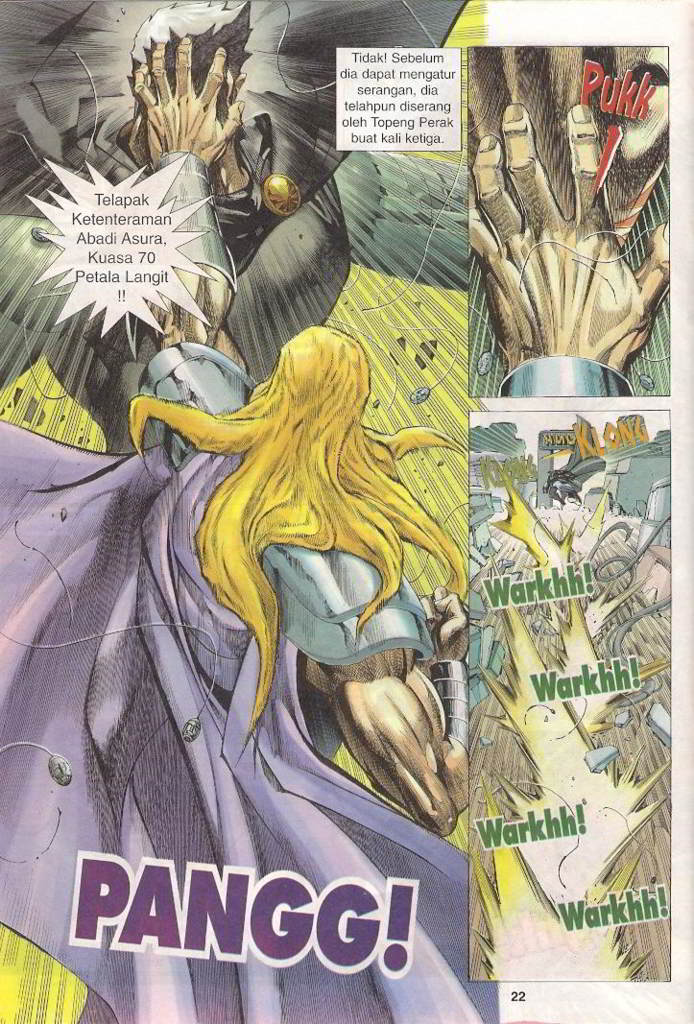 Tidak! Sebelum
dia dapat mengatur
serangan, dia
telahpun diserang
oleh Topeng Perak
buat kali ketiga.
Telapak
Ketenteraman
Abadi Asura,
Kuasa 70
Petala Langit
!!
PANGG!
Pukk
!
KLONG
Warkhh!
Warkhh!
Warkhh!
Warkhh!
22